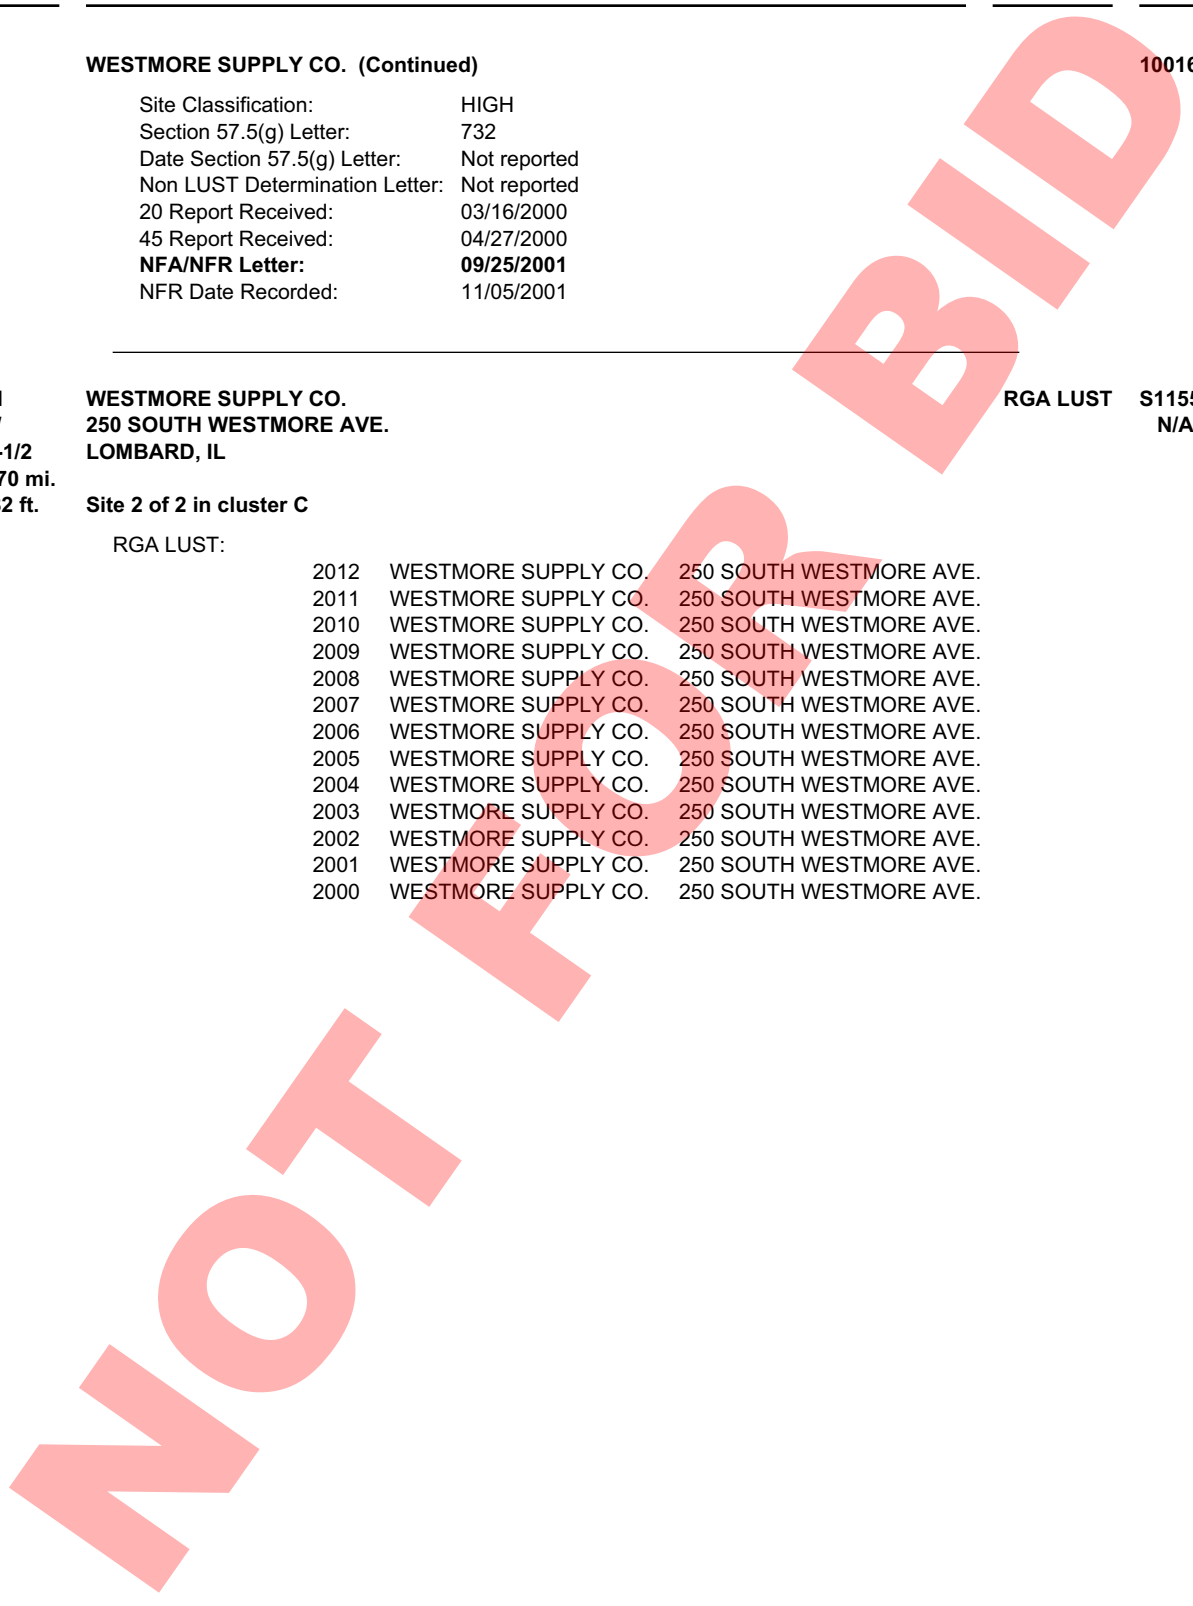 WESTMORE SUPPLY CO. (Continued)
Site Classification: HIGH
Section 57.5(g) Letter: 732
Date Section 57.5(g) Letter: Not reported
Non LUST Determination Letter: Not reported
20 Report Received: 03/16/2000
45 Report Received: 04/27/2000
NFA/NFR Letter: 09/25/2001
NFR Date Recorded: 11/05/2001
WESTMORE SUPPLY CO. RGA LUST S1155
250 SOUTH WESTMORE AVE. N/A
-1/2 LOMBARD, IL
70 mi.
2 ft. Site 2 of 2 in cluster C
RGA LUST:
2012 WESTMORE SUPPLY CO. 250 SOUTH WESTMORE AVE.
2011 WESTMORE SUPPLY CO. 250 SOUTH WESTMORE AVE.
2010 WESTMORE SUPPLY CO. 250 SOUTH WESTMORE AVE.
2009 WESTMORE SUPPLY CO. 250 SOUTH WESTMORE AVE.
2008 WESTMORE SUPPLY CO. 250 SOUTH WESTMORE AVE.
2007 WESTMORE SUPPLY CO. 250 SOUTH WESTMORE AVE.
2006 WESTMORE SUPPLY CO. 250 SOUTH WESTMORE AVE.
2005 WESTMORE SUPPLY CO. 250 SOUTH WESTMORE AVE.
2004 WESTMORE SUPPLY CO. 250 SOUTH WESTMORE AVE.
2003 WESTMORE SUPPLY CO. 250 SOUTH WESTMORE AVE.
2002 WESTMORE SUPPLY CO. 250 SOUTH WESTMORE AVE.
2001 WESTMORE SUPPLY CO. 250 SOUTH WESTMORE AVE.
2000 WESTMORE SUPPLY CO. 250 SOUTH WESTMORE AVE.
NOT FOR BID